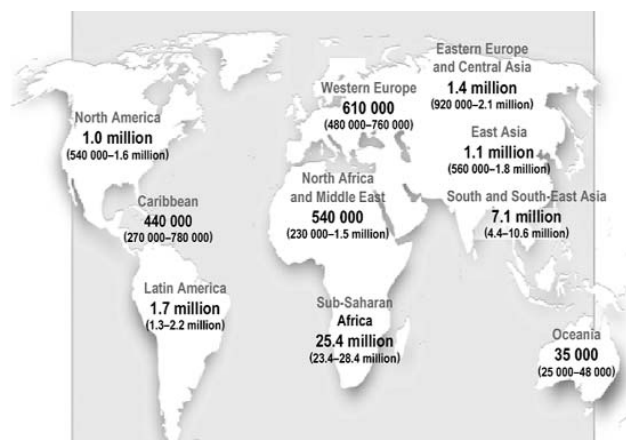 Eastern Europe
and Central Asia
1.4 million
(920 000–2.1 million)
Western Europe
610 000
(480 000–760 000)
North America
1.0 million
(540 000–1.6 million)
East Asia
1.1 million
(560 000–1.8 million)
North Africa
and Middle East
540 000
(230 000–1.5 million)
Caribbean
440 000
(270 000–780 000)
South and South-East Asia
7.1 million
(4.4–10.6 million)
Latin America
1.7 million
(1.3–2.2 million)
Sub-Saharan
Africa
25.4 million
(23.4–28.4 million)
Oceania
35 000
(25 000–48 000)